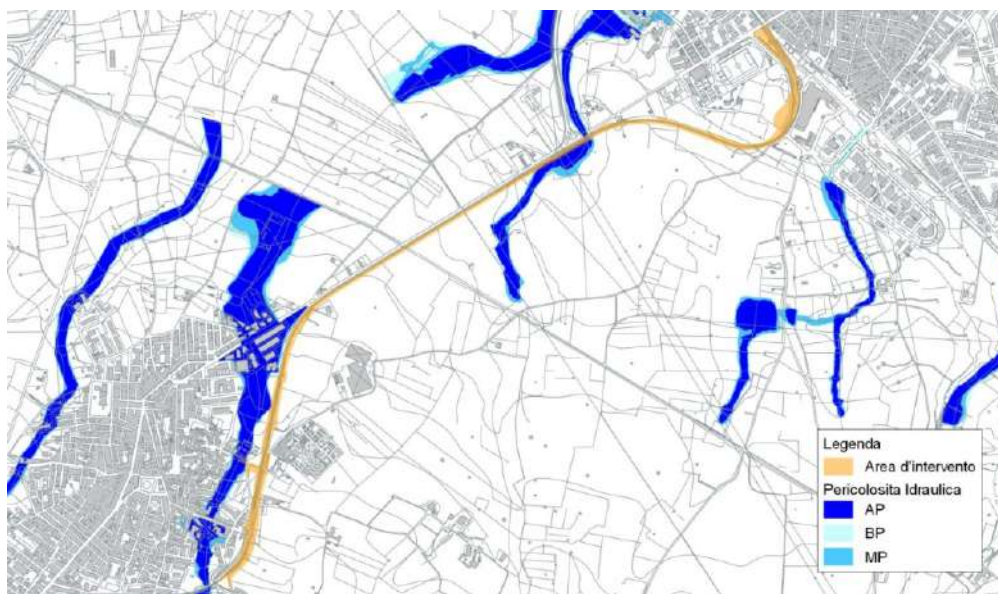 Legenda
Area d'intervento
Pericolosita Idraulica
AP
BP
MP